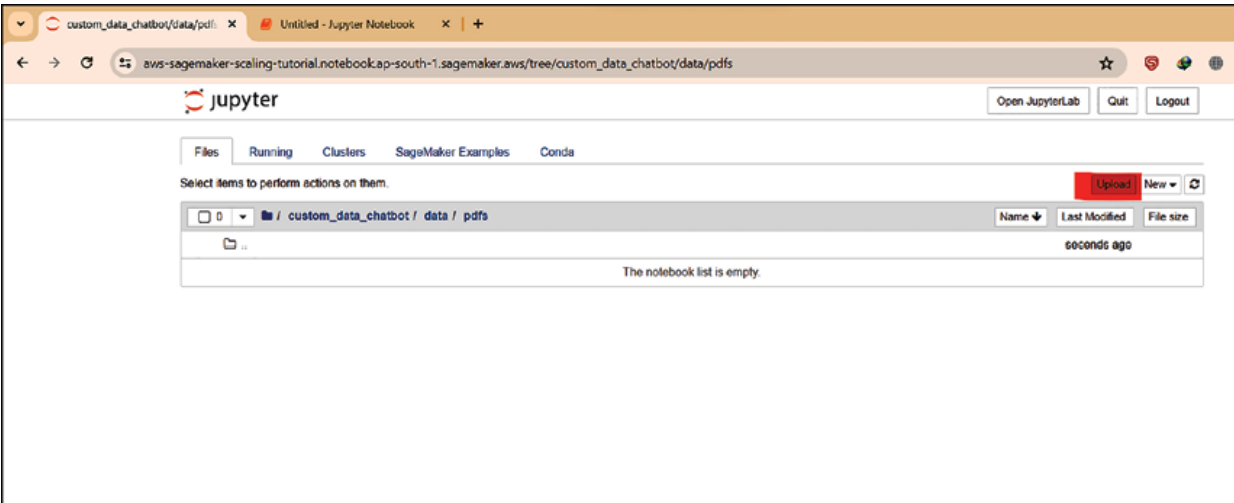 custom_data_chatbot/data/pdfs Untitled - Jupyter Notebook
aws-sagemaker-scaling-tutorial.notebook.ap-south-1.sagemaker.aws/tree/custom_data_chatbot/data/pdfs
jupyter Open JupyterLab Quit Logout
Files Running Clusters SageMaker Examples Conda
Select items to perform actions on them. Upload New
0 / custom_data_chatbot / data / pdfs Name Last Modified File size
.. seconds ago
The notebook list is empty.